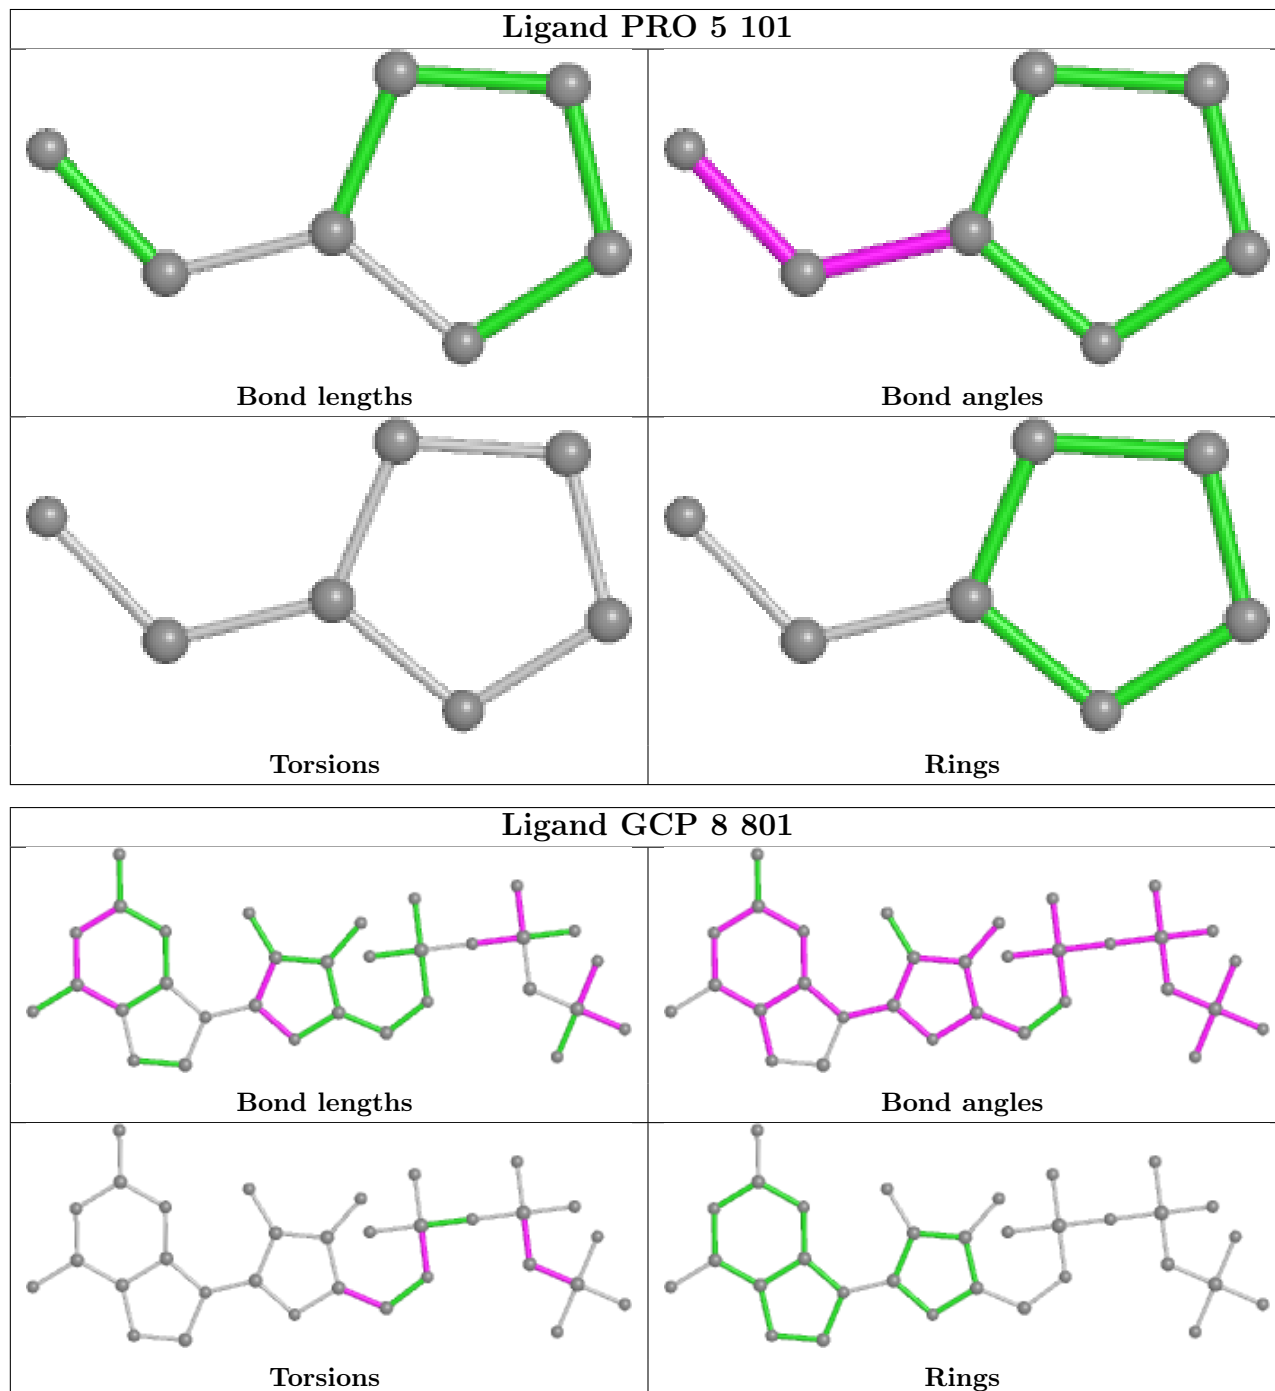 Ligand PRO 5 101
Bond lengths
Bond angles
Torsions
Rings
Ligand GCP 8 801
Bond lengths
Bond angles
Torsions
Rings